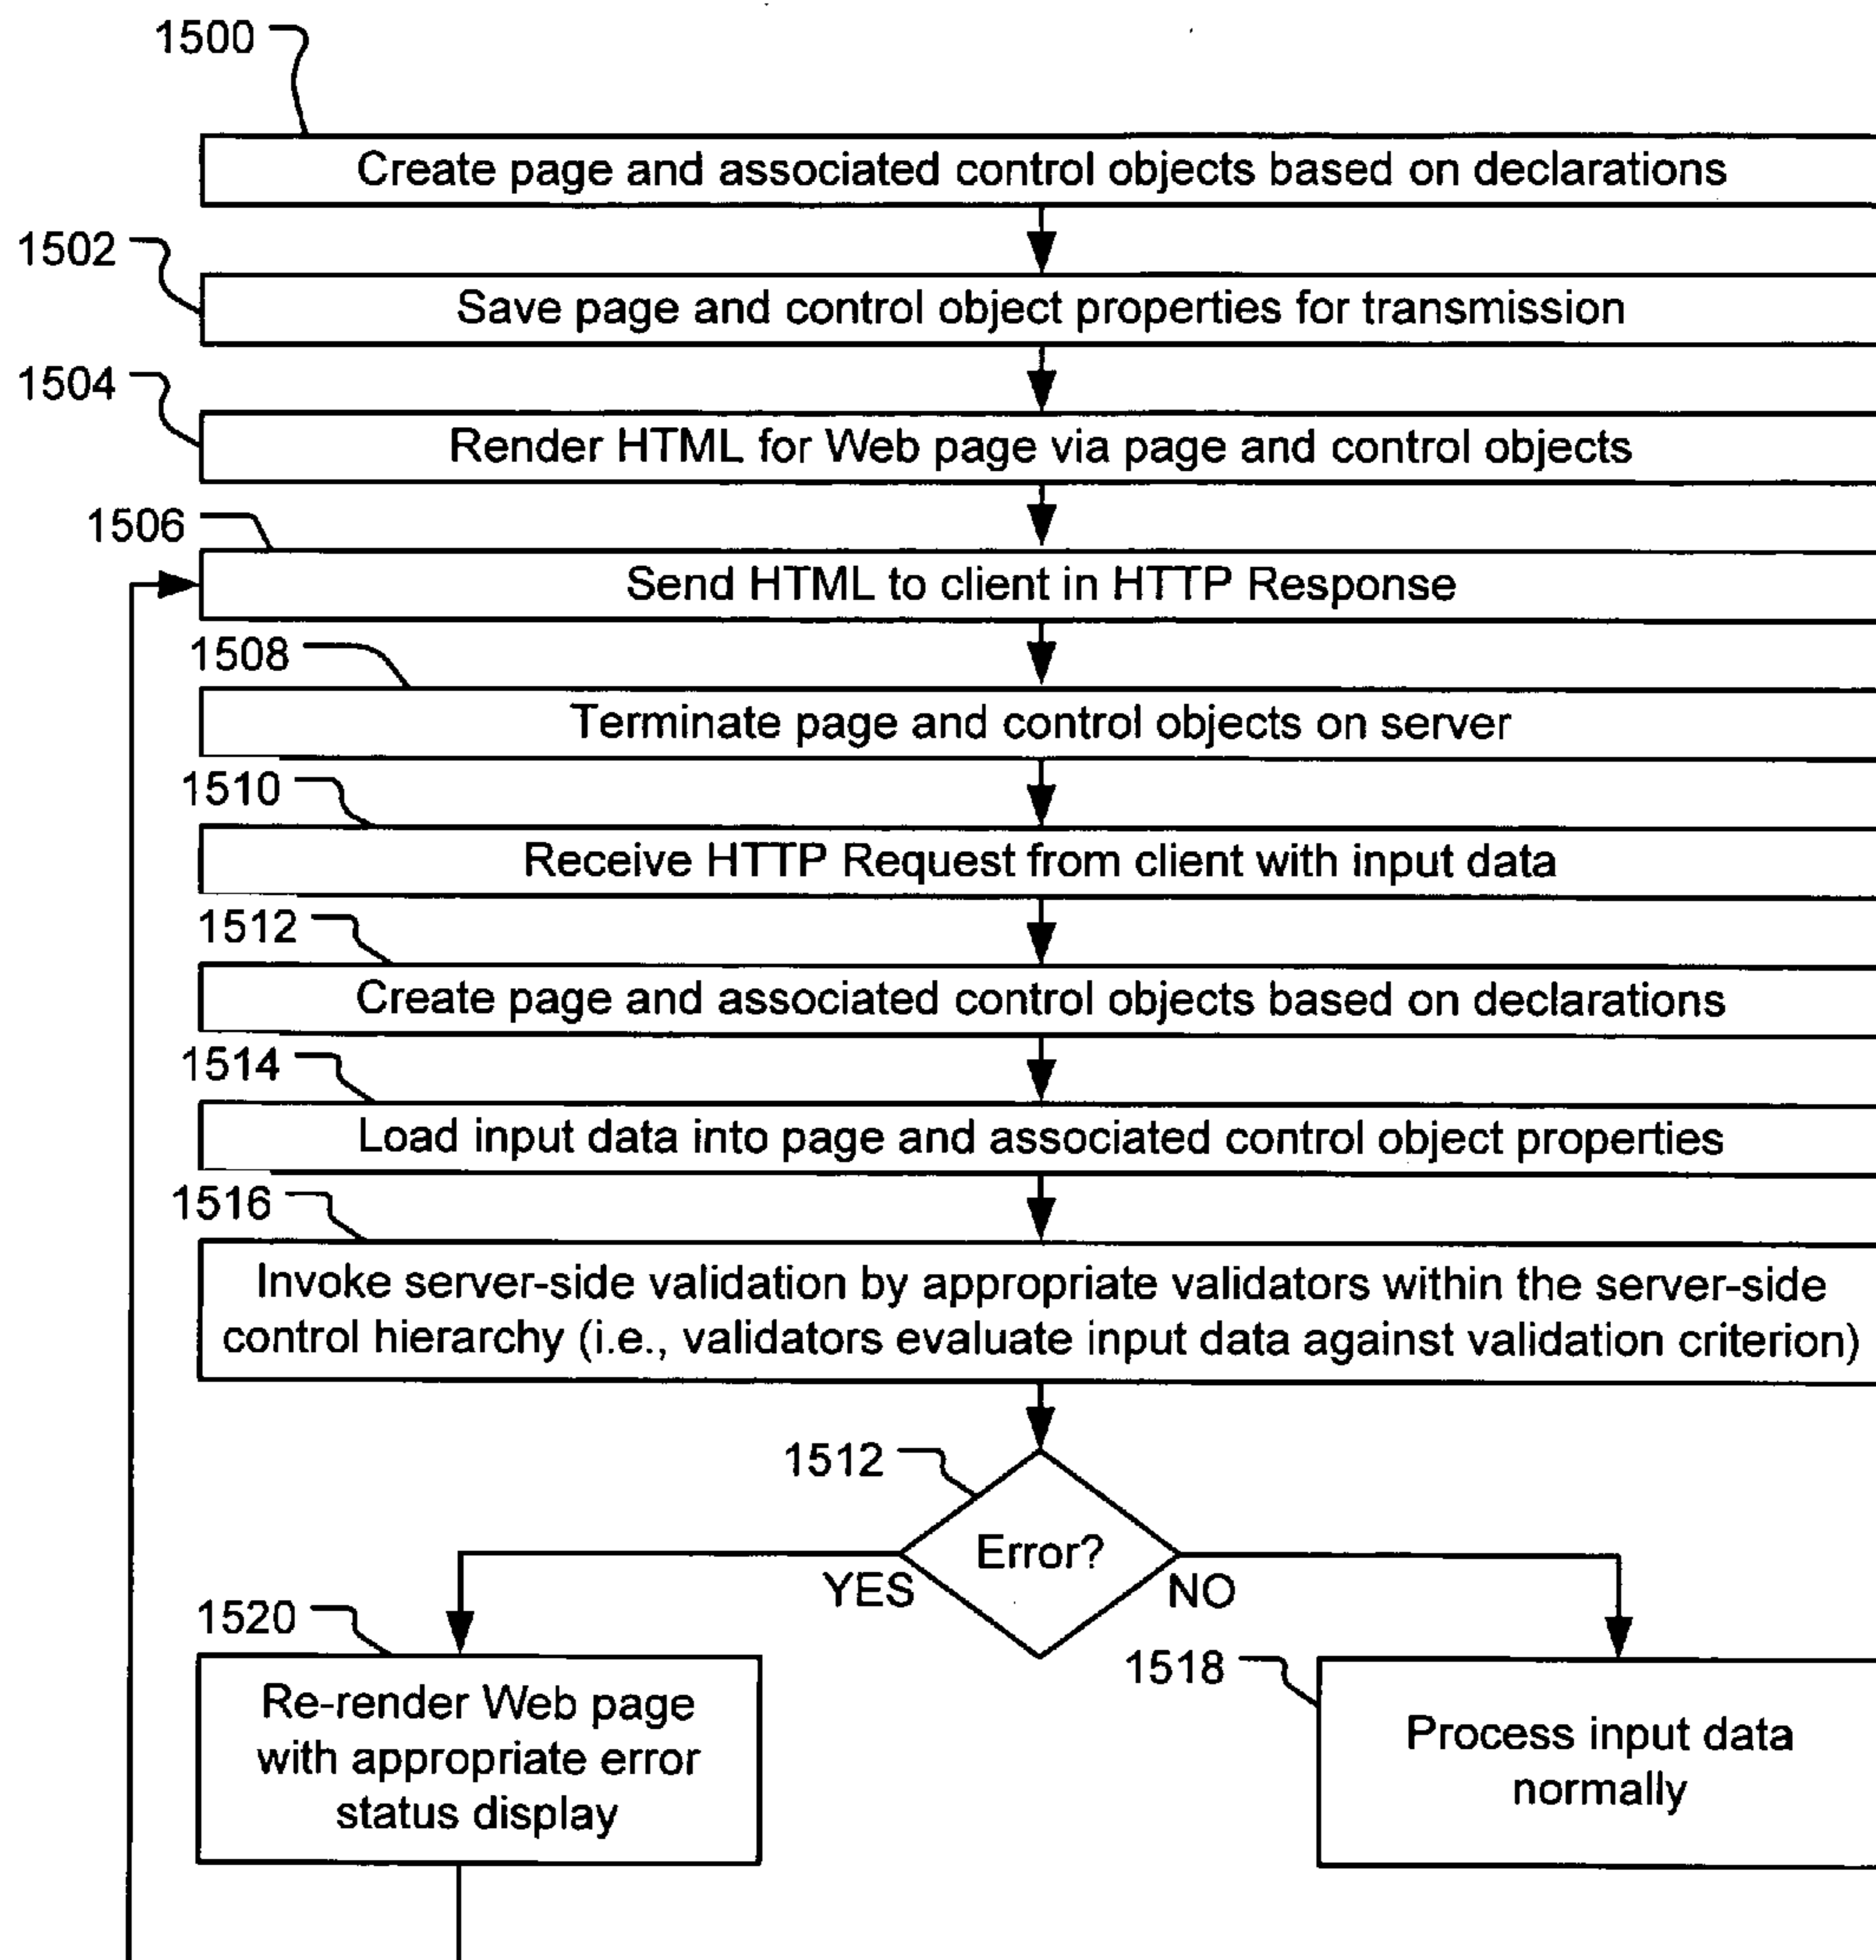 1500
Create page and associated control objects based on declarations
1502
Save page and control object properties for transmission
1504
Render HTML for Web page via page and control objects
1506
Send HTML to client in HTTP Response
1508
Terminate page and control objects on server
1510
Receive HTTP Request from client with input data
1512
Create page and associated control objects based on declarations
1514
Load input data into page and associated control object properties
1516
Invoke server-side validation by appropriate validators within the server-side
control hierarchy (i.e., validators evaluate input data against validation criterion)
1512
Error?
YES
NO
1520
Re-render Web page
with appropriate error
status display
1518
Process input data
normally